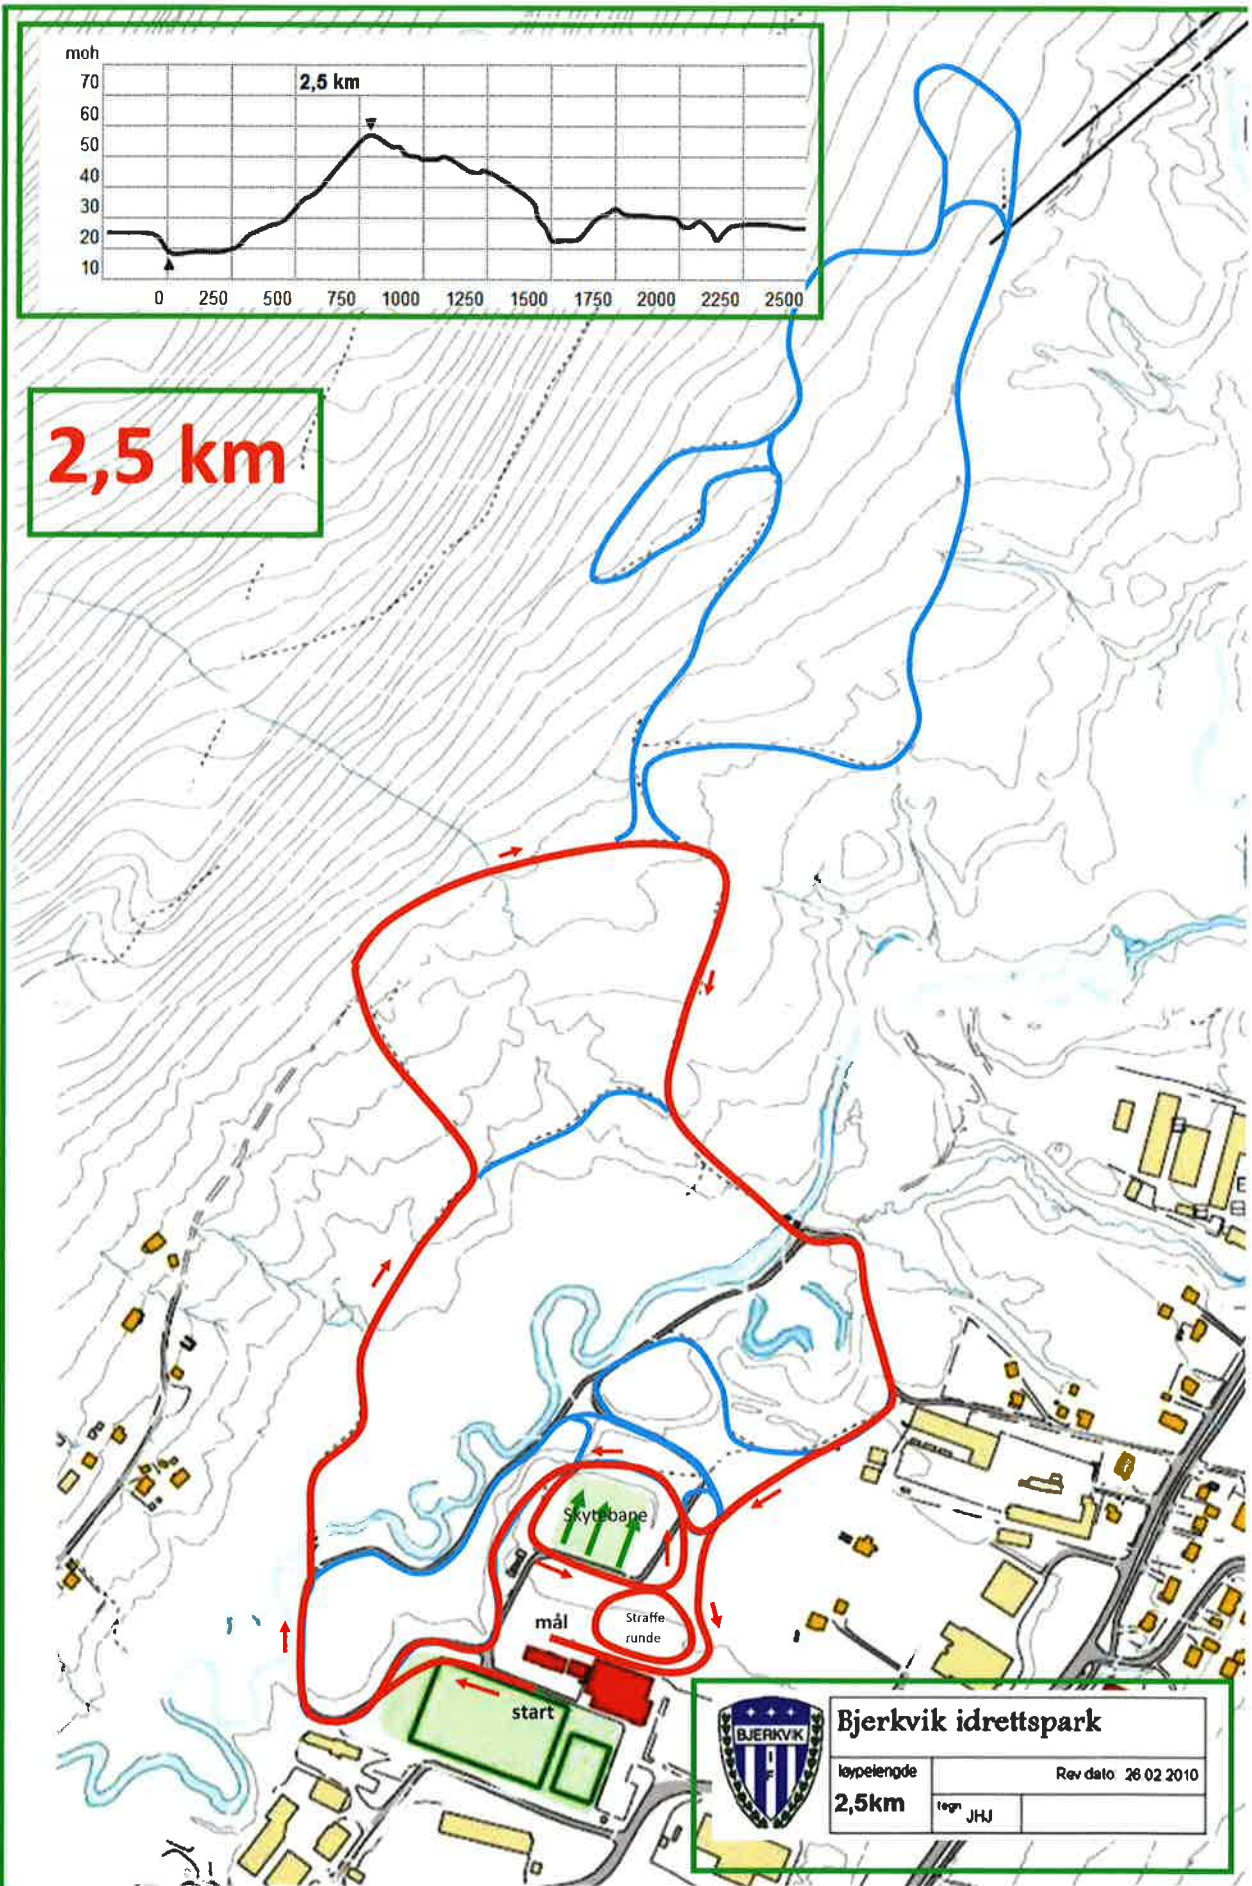 moh
70
60
50
40
30
20
10
2,5 km
0 250 500 750 1000 1250 1500 1750 2000 2250 2500
2,5 km
Skytebane
mål
Straffe
runde
start
BJERKVIK
I
F
Bjerkvik idrettspark
løypelengde
2,5km
Rev dato: 26 02 2010
tegn JHJ
E